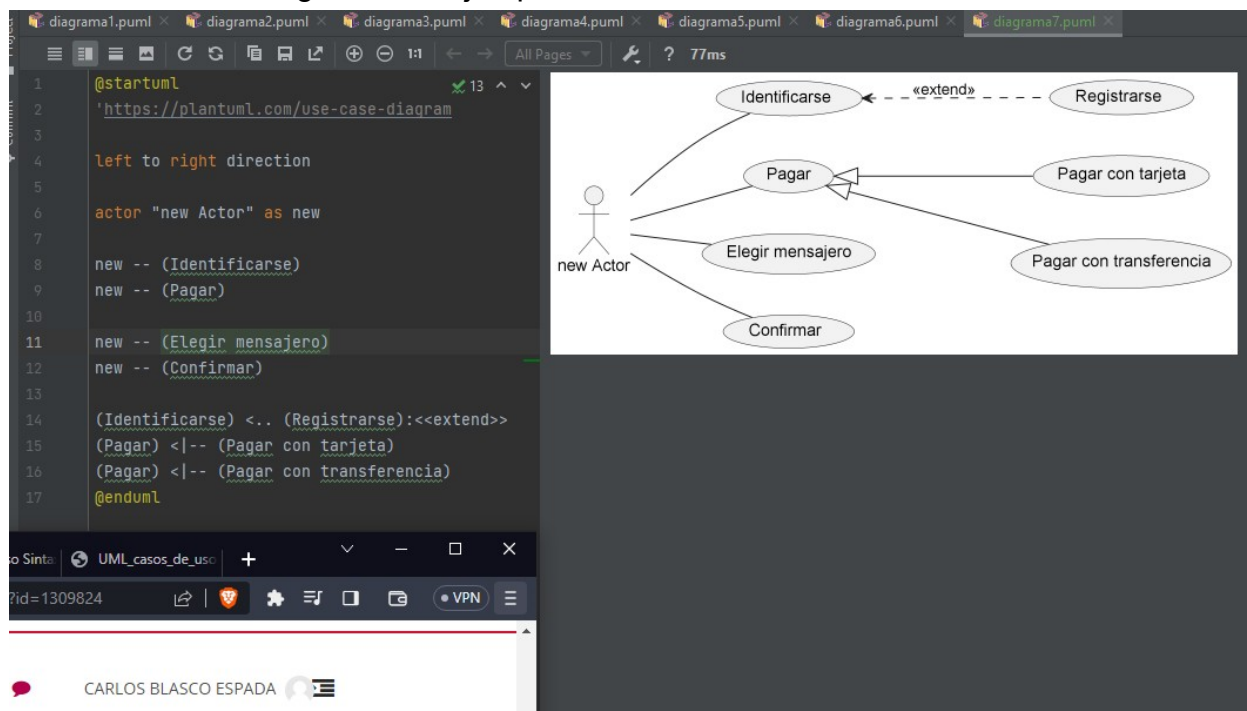 diagrama1.puml diagrama2.puml diagrama3.puml diagrama4.puml diagrama5.puml diagrama6.puml diagrama7.puml
1:1 All Pages ? 77ms
1 @startuml 13
2 'https://plantuml.com/use-case-diagram
3
4 left to right direction
5
6 actor "new Actor" as new
7
8 new -- (Identificarse)
9 new -- (Pagar)
10
11 new -- (Elegir mensajero)
12 new -- (Confirmar)
13
14 (Identificarse) <.. (Registrarse):<<extend>>
15 (Pagar) <|-- (Pagar con tarjeta)
16 (Pagar) <|-- (Pagar con transferencia)
17 @enduml
Identificarse «extend» Registrarse
Pagar Pagar con tarjeta
new Actor Elegir mensajero Pagar con transferencia
Confirmar
so Sinta UML_casos_de_uso
?id=1309824 VPN
CARLOS BLASCO ESPADA